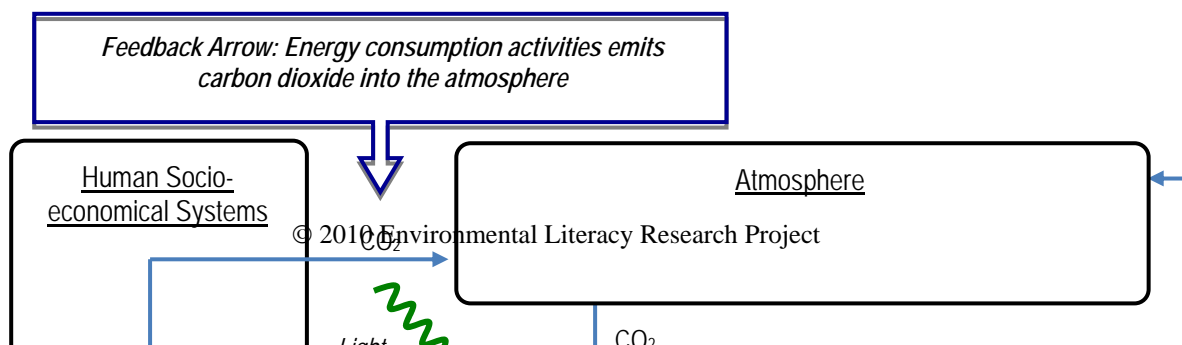 Feedback Arrow: Energy consumption activities emits
carbon dioxide into the atmosphere
Human Socio-
economical Systems
Atmosphere
© 2010 Environmental Literacy Research Project
CO₂
Light
CO₂